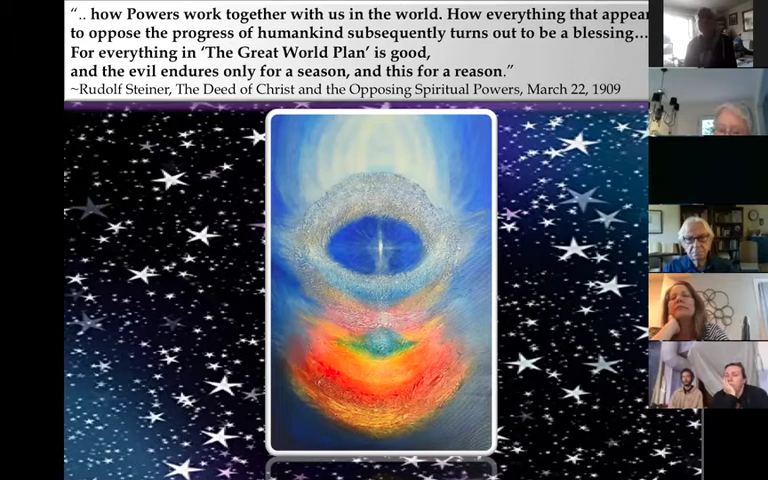 “.. how Powers work together with us in the world. How everything that appear
to oppose the progress of humankind subsequently turns out to be a blessing…
For everything in ‘The Great World Plan’ is good,
and the evil endures only for a season, and this for a reason.”
~Rudolf Steiner, The Deed of Christ and the Opposing Spiritual Powers, March 22, 1909